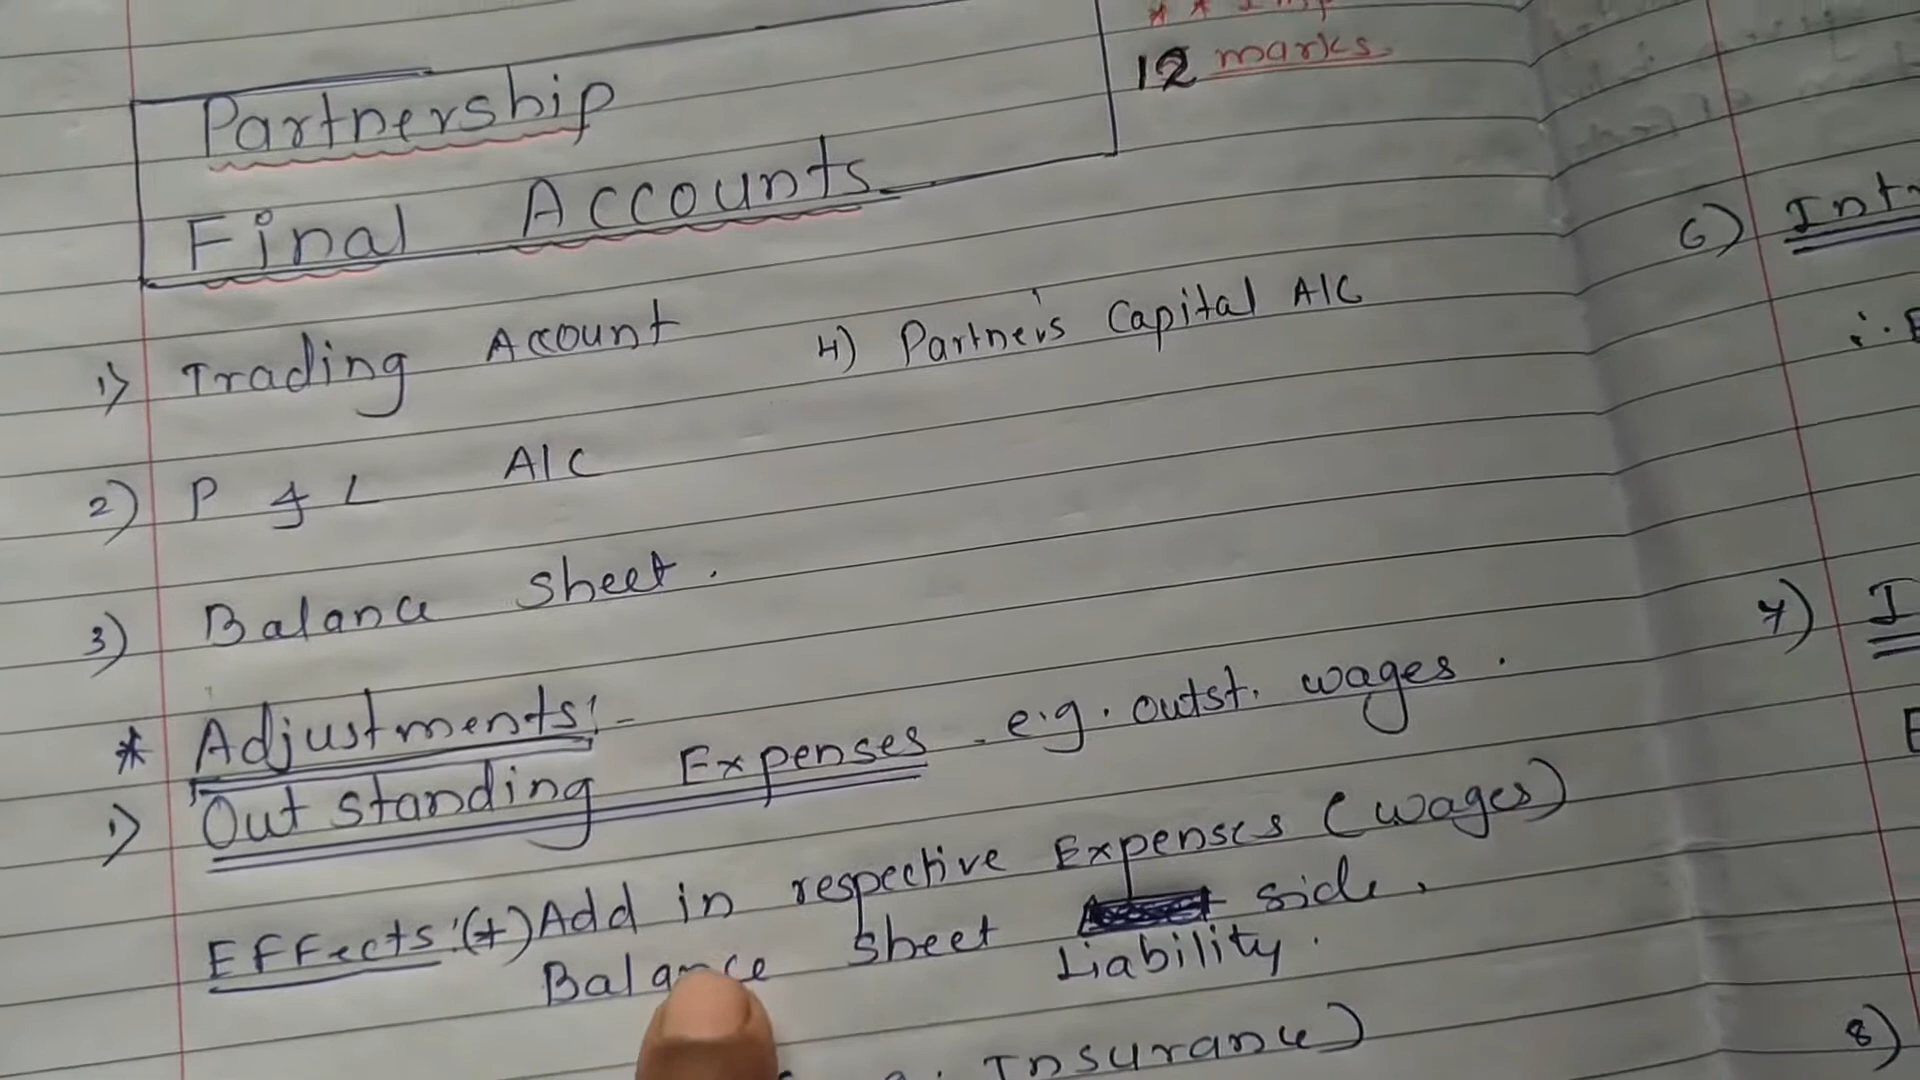 12 marks.
Partnership
Final Accounts
1) Trading Account
4) Partner's Capital A/C
2) P & L A/C
3) Balance sheet.
* Adjustments:-
1) Outstanding Expenses - e.g. outst. wages.
Effects:(+) Add in respective Expenses (wages)
Balance sheet side.
Liability.
Insurance)
6)
7)
8)